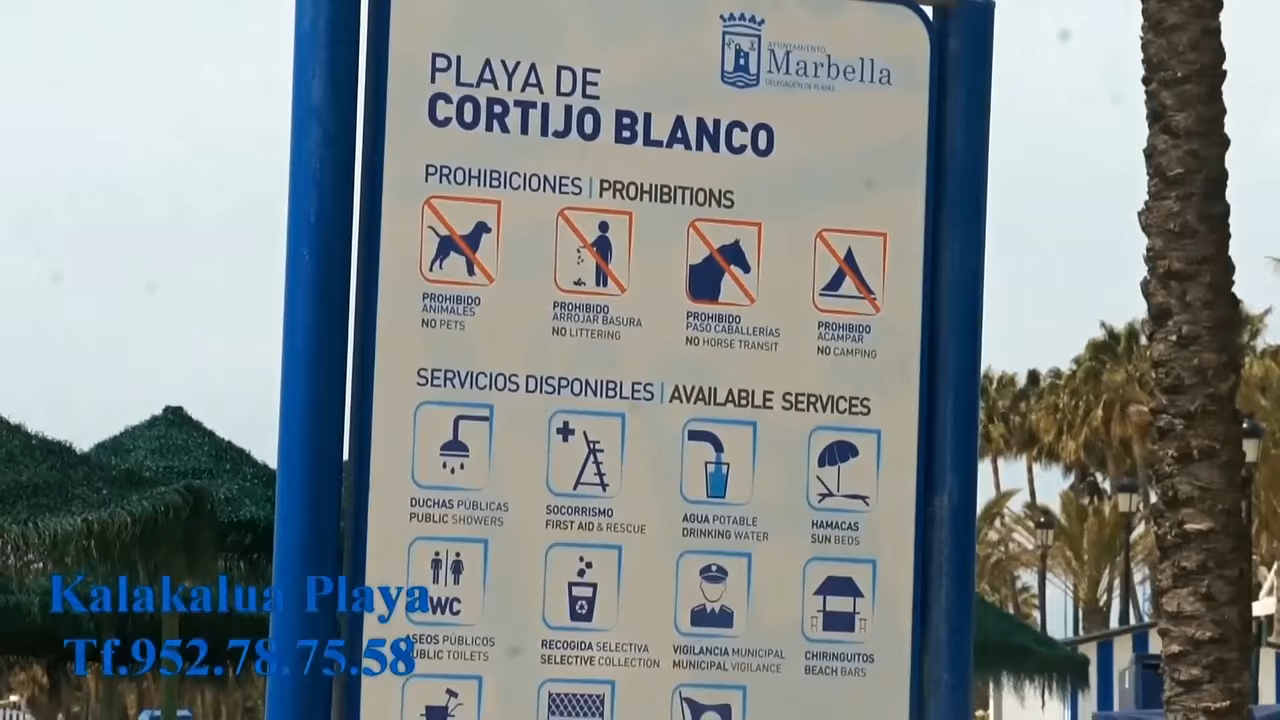 AYUNTAMIENTO
Marbella
DELEGACIÓN DE PLAYAS
PLAYA DE
CORTIJO BLANCO
PROHIBICIONES | PROHIBITIONS
PROHIBIDO
ANIMALES
NO PETS
PROHIBIDO
ARROJAR BASURA
NO LITTERING
PROHIBIDO
PASO CABALLERÍAS
NO HORSE TRANSIT
PROHIBIDO
ACAMPAR
NO CAMPING
SERVICIOS DISPONIBLES | AVAILABLE SERVICES
DUCHAS PÚBLICAS
PUBLIC SHOWERS
SOCORRISMO
FIRST AID & RESCUE
AGUA POTABLE
DRINKING WATER
HAMACAS
SUN BEDS
WC
ASEOS PÚBLICOS
PUBLIC TOILETS
RECOGIDA SELECTIVA
SELECTIVE COLLECTION
VIGILANCIA MUNICIPAL
MUNICIPAL VIGILANCE
CHIRINGUITOS
BEACH BARS
Kalakalua Playa
Tf.952.78.75.58